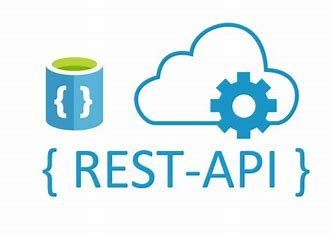 { }
{ REST-API }